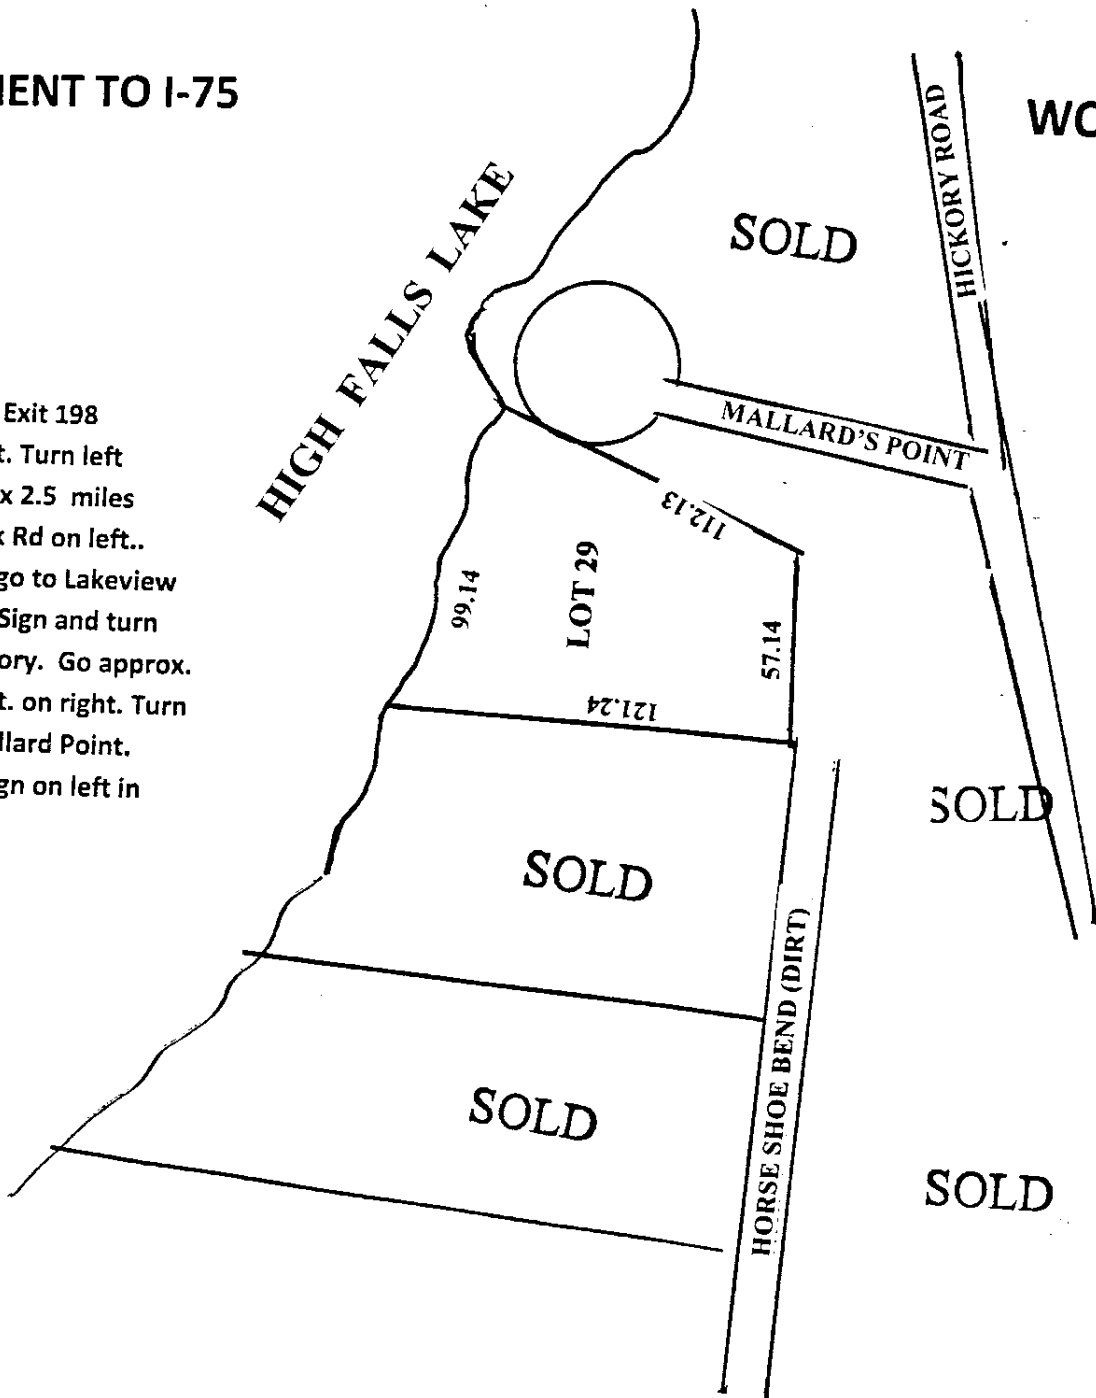 IENT TO I-75
WO
HICKORY ROAD
SOLD
HIGH FALLS LAKE
MALLARD'S POINT
Exit 198
t. Turn left
x 2.5 miles
k Rd on left..
go to Lakeview
Sign and turn
ory. Go approx.
t. on right. Turn
llard Point.
gn on left in
112.13
99.14
LOT 29
57.14
121.24
SOLD
SOLD
HORSE SHOE BEND (DIRT)
SOLD
SOLD